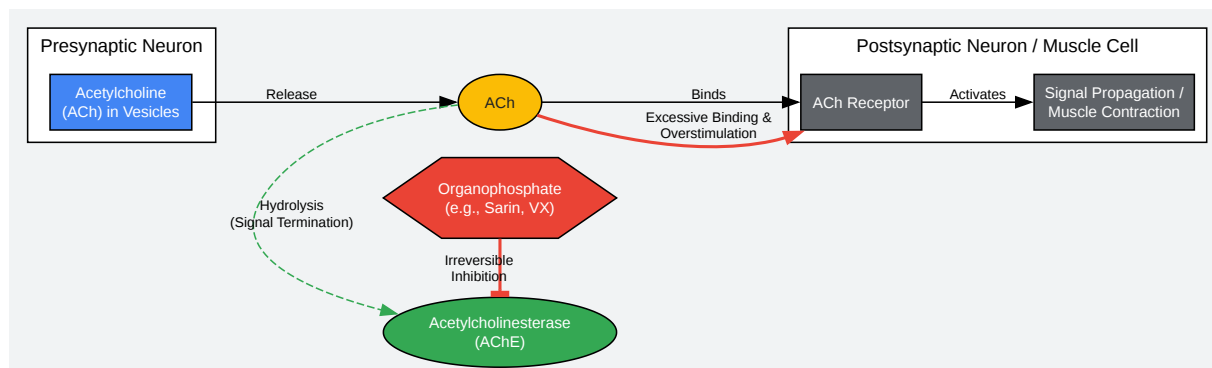 Presynaptic Neuron
Postsynaptic Neuron / Muscle Cell
Acetylcholine
(ACh) in Vesicles
Release
ACh
Binds
ACh Receptor
Activates
Signal Propagation /
Muscle Contraction
Excessive Binding &
Overstimulation
Organophosphate
(e.g., Sarin, VX)
Hydrolysis
(Signal Termination)
Irreversible
Inhibition
Acetylcholinesterase
(AChE)